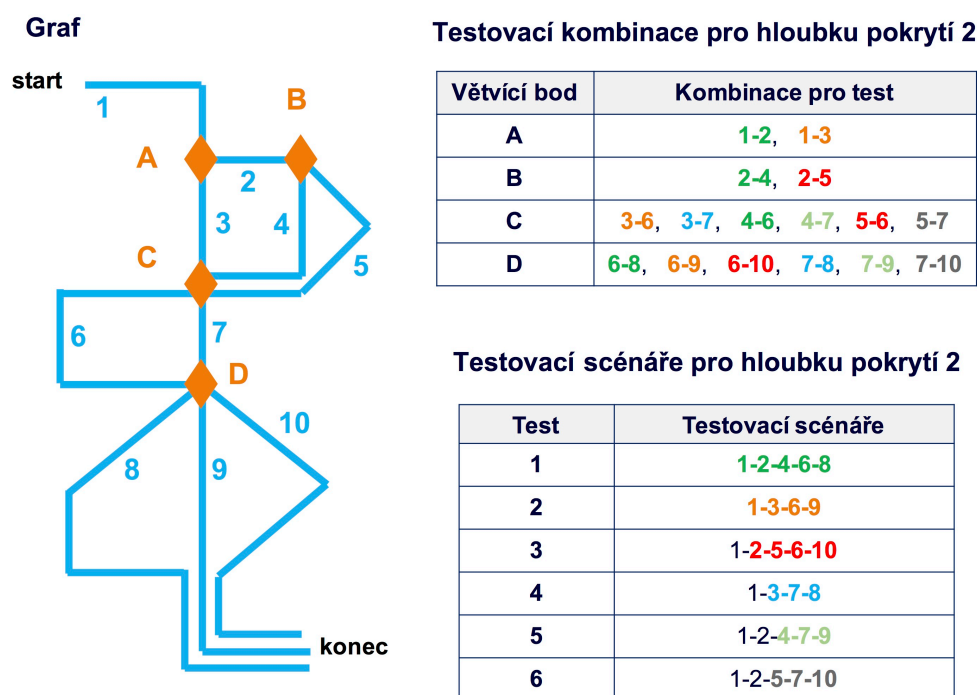 Graf
start
1
A
B
2
3
4
5
C
6
7
D
8
9
10
konec
Testovací kombinace pro hloubku pokrytí 2
Větvící bod Kombinace pro test
A 1-2, 1-3
B 2-4, 2-5
C 3-6, 3-7, 4-6, 4-7, 5-6, 5-7
D 6-8, 6-9, 6-10, 7-8, 7-9, 7-10
Testovací scénáře pro hloubku pokrytí 2
Test Testovací scénáře
1 1-2-4-6-8
2 1-3-6-9
3 1-2-5-6-10
4 1-3-7-8
5 1-2-4-7-9
6 1-2-5-7-10